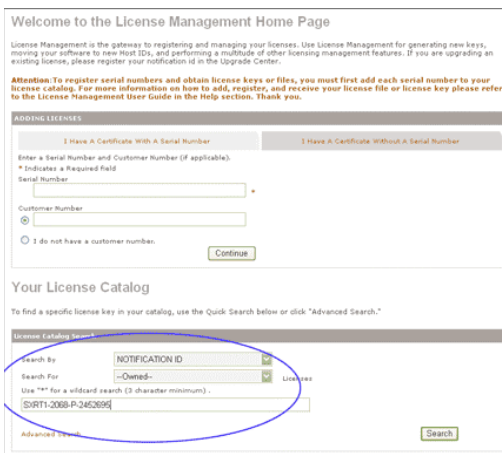 Welcome to the License Management Home Page
License Management is the gateway to registering and managing your licenses. Use License Management for generating new keys,
moving your software to new Host IDs, and performing a multitude of other licensing management features. If you are upgrading an
existing license, please register your notification id in the Upgrade Center.
Attention: To register serial numbers and obtain license keys or files, you must first add each serial number to your
license catalog. For more information on how to add, register, and receive your license file or license key please refer
to the License Management User Guide in the Help section. Thank you.
ADDING LICENSES
I Have A Certificate With A Serial Number
I Have A Certificate Without A Serial Number
Enter a Serial Number and Customer Number (if applicable).
* Indicates a Required field
Serial Number
*
Customer Number
I do not have a customer number.
Continue
Your License Catalog
To find a specific license key in your catalog, use the Quick Search below or click "Advanced Search."
License Catalog Search
Search By NOTIFICATION ID
Search For --Owned-- Licenses
Use "*" for a wildcard search (3 character minimum) .
SXRT1-2068-P-2452695
Advanced Search
Search